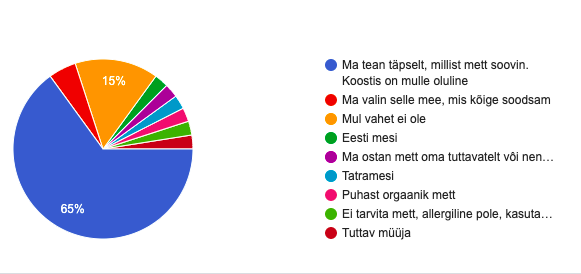 15%
65%
Ma tean täpselt, millist mett soovin.
Koostis on mulle oluline
Ma valin selle mee, mis kõige soodsam
Mul vahet ei ole
Eesti mesi
Ma ostan mett oma tuttavatelt või nen…
Tatramesi
Puhast orgaanik mett
Ei tarvita mett, allergiline pole, kasuta…
Tuttav müüja